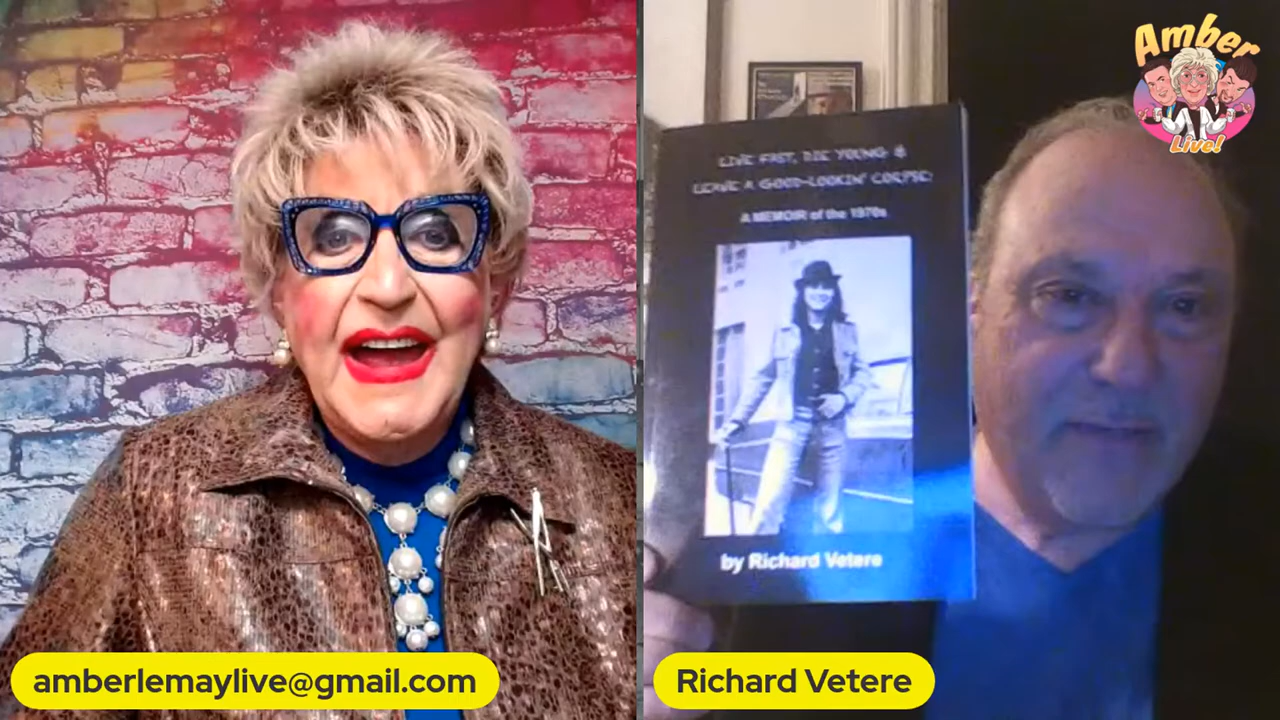 Amber
Live!
LIVE FAST, DIE YOUNG &
LEAVE A GOOD-LOOKIN' CORPSE:
A MEMOIR of the 1970s
by Richard Vetere
amberlemaylive@gmail.com
Richard Vetere